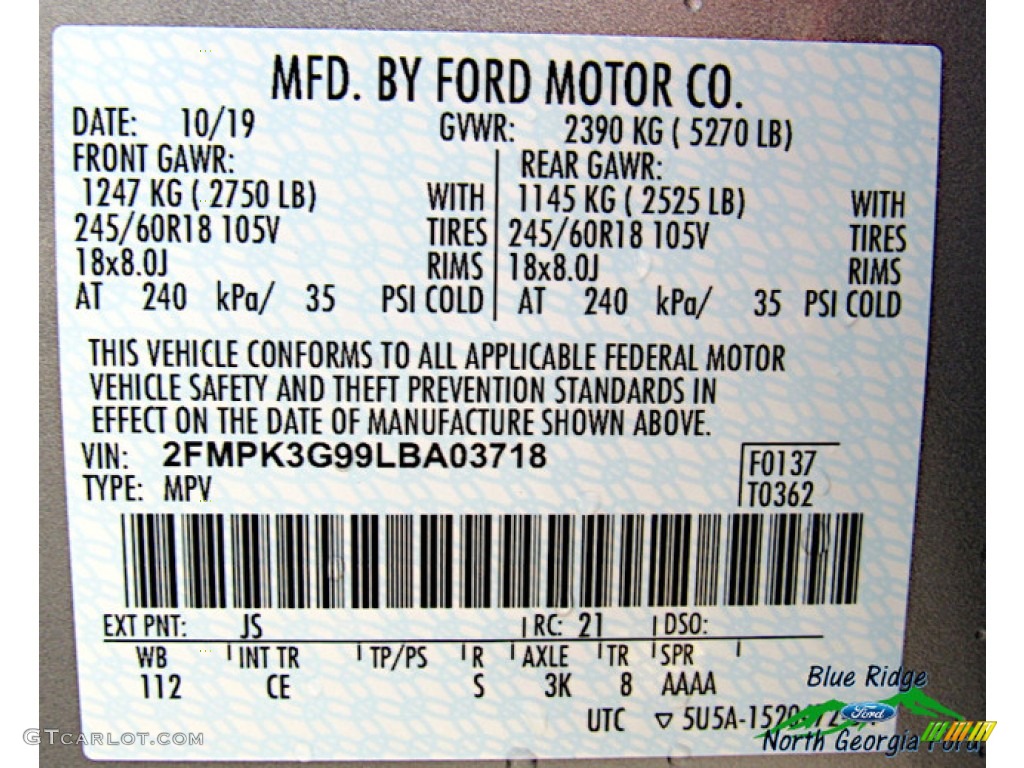 MFD. BY FORD MOTOR CO.
DATE: 10/19 GVWR: 2390 KG ( 5270 LB)
FRONT GAWR: REAR GAWR:
1247 KG ( 2750 LB) WITH 1145 KG ( 2525 LB) WITH
245/60R18 105V TIRES 245/60R18 105V TIRES
18x8.0J RIMS 18x8.0J RIMS
AT 240 kPa/ 35 PSI COLD AT 240 kPa/ 35 PSI COLD
THIS VEHICLE CONFORMS TO ALL APPLICABLE FEDERAL MOTOR
VEHICLE SAFETY AND THEFT PREVENTION STANDARDS IN
EFFECT ON THE DATE OF MANUFACTURE SHOWN ABOVE.
VIN: 2FMPK3G99LBA03718 F0137
TYPE: MPV T0362
EXT PNT: JS RC: 21 DSO:
WB INT TR TP/PS R AXLE TR SPR
112 CE S 3K 8 AAAA
UTC ▽ 5U5A-1520
Blue Ridge
Ford
North Georgia Ford
GTcarlot.com